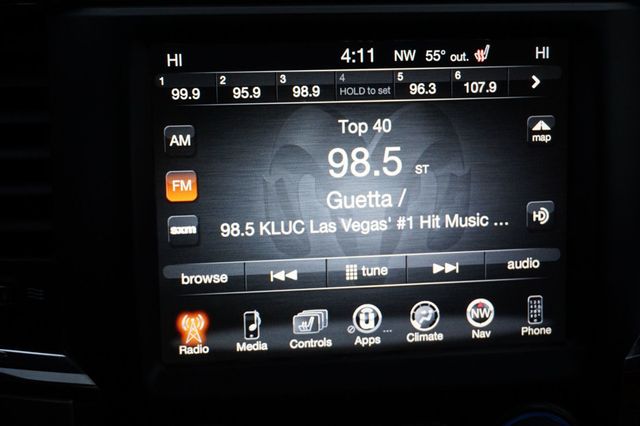 HI 4:11 NW 55° out. HI
1 2 3 4 5 6
99.9 95.9 98.9 HOLD to set 96.3 107.9
Top 40
AM map
98.5 ST
FM
Guetta /
sxm 98.5 KLUC Las Vegas' #1 Hit Music ... HD
browse tune audio
NW
Radio Media Controls Apps ... Climate Nav Phone